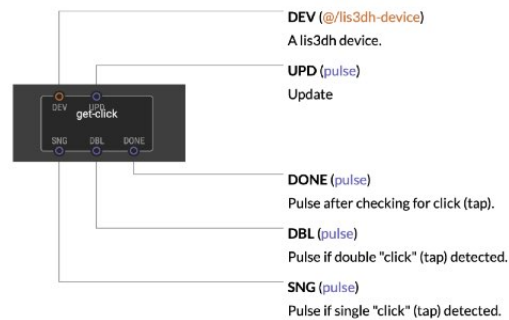 DEV (@/lis3dh-device)
A lis3dh device.
UPD (pulse)
Update
DEV UPD
get-click
SNG DBL DONE
DONE (pulse)
Pulse after checking for click (tap).
DBL (pulse)
Pulse if double "click" (tap) detected.
SNG (pulse)
Pulse if single "click" (tap) detected.